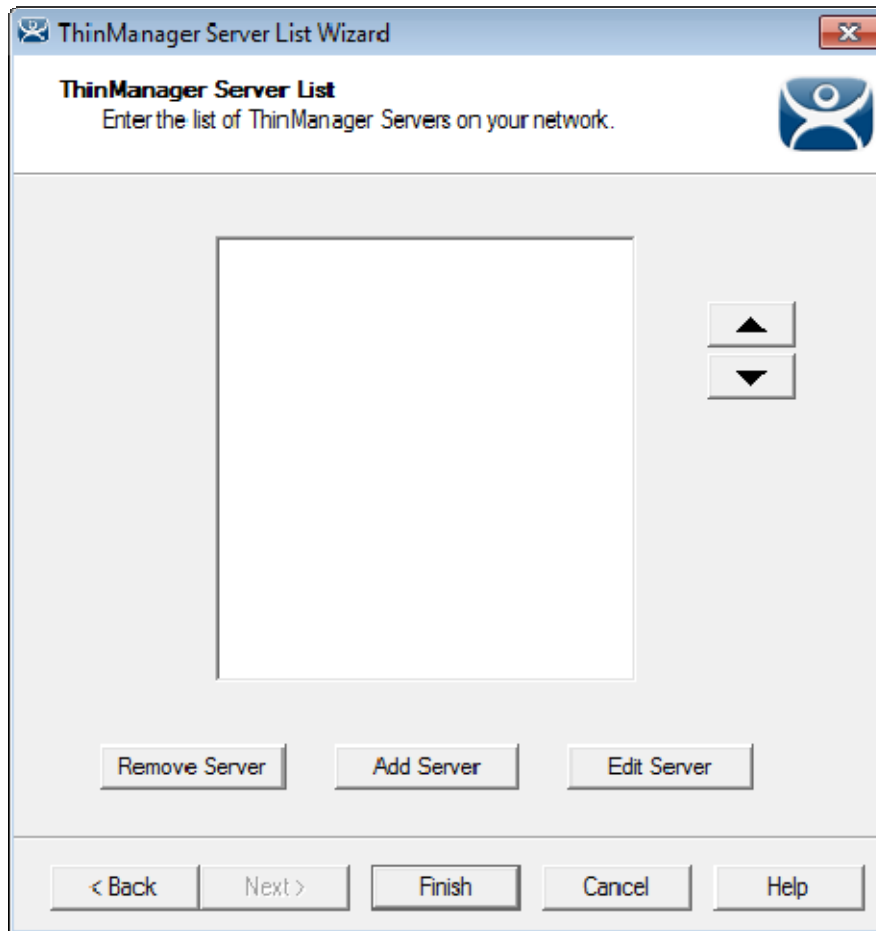 ThinManager Server List Wizard
ThinManager Server List
Enter the list of ThinManager Servers on your network.
Remove Server
Add Server
Edit Server
< Back
Next >
Finish
Cancel
Help